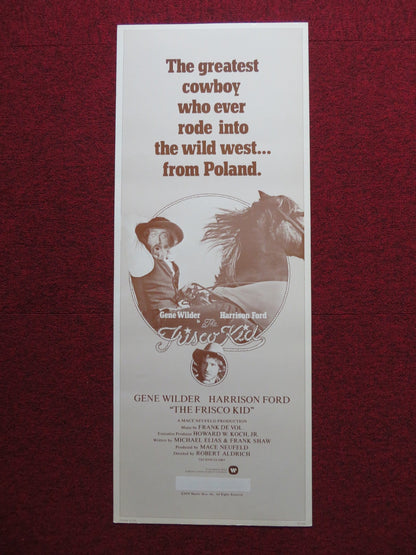 The greatest
cowboy
who ever
rode into
the wild west...
from Poland.
Gene Wilder Harrison Ford
is
The
Frisco Kid
GENE WILDER HARRISON FORD
"THE FRISCO KID"
A MACE NEUFELD PRODUCTION
Music by FRANK DE VOL
Executive Producer HOWARD W. KOCH, JR.
Written by MICHAEL ELIAS & FRANK SHAW
Produced by MACE NEUFELD
Directed by ROBERT ALDRICH
TECHNICOLOR®